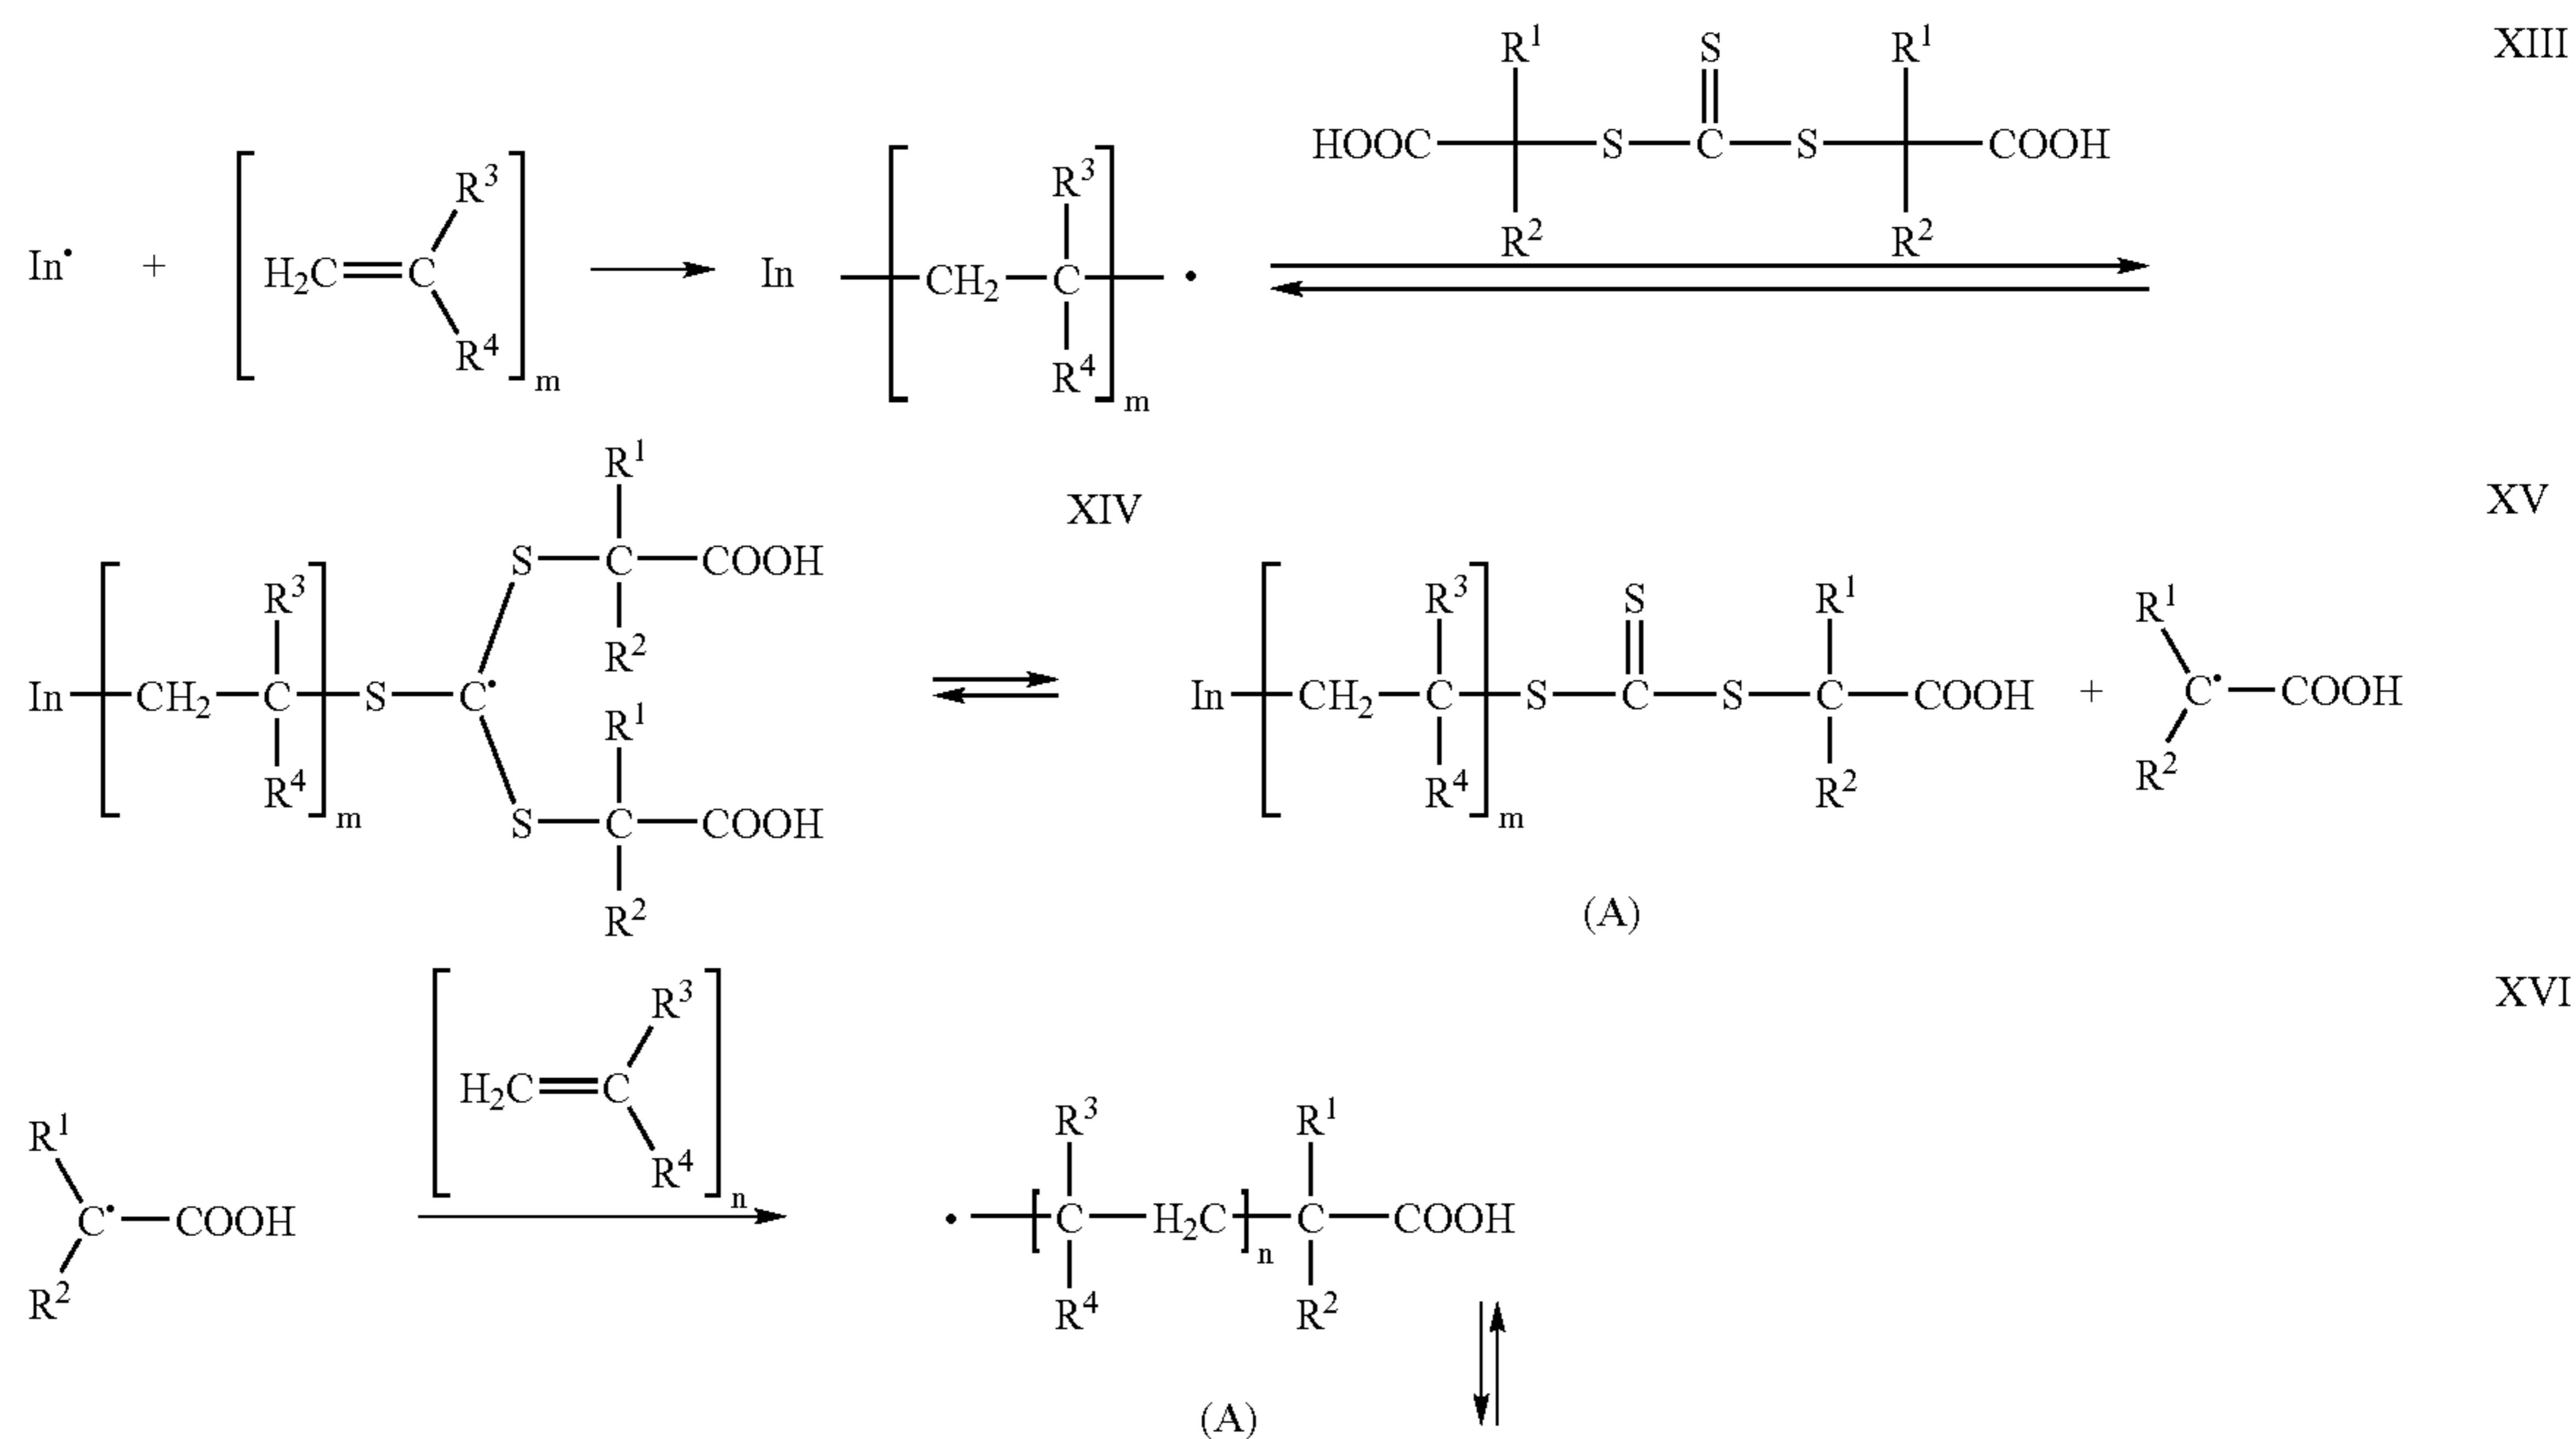 XIII
R¹ S R¹
HOOC S C S COOH
R² R²
In• + [H₂C=C R³ R⁴]m → In [CH₂—C R³ R⁴]m •
XIV
XV
In [CH₂—C R³ R⁴]m S—C• S—C R¹ R² —COOH S—C R¹ R² —COOH
In [CH₂—C R³ R⁴]m S—C S —S—C R¹ R² —COOH + R¹ R² C•—COOH
(A)
XVI
[H₂C=C R³ R⁴]n
R¹ R² C•—COOH → • [C R³ R⁴ —H₂C]n C R¹ R² —COOH
(A)